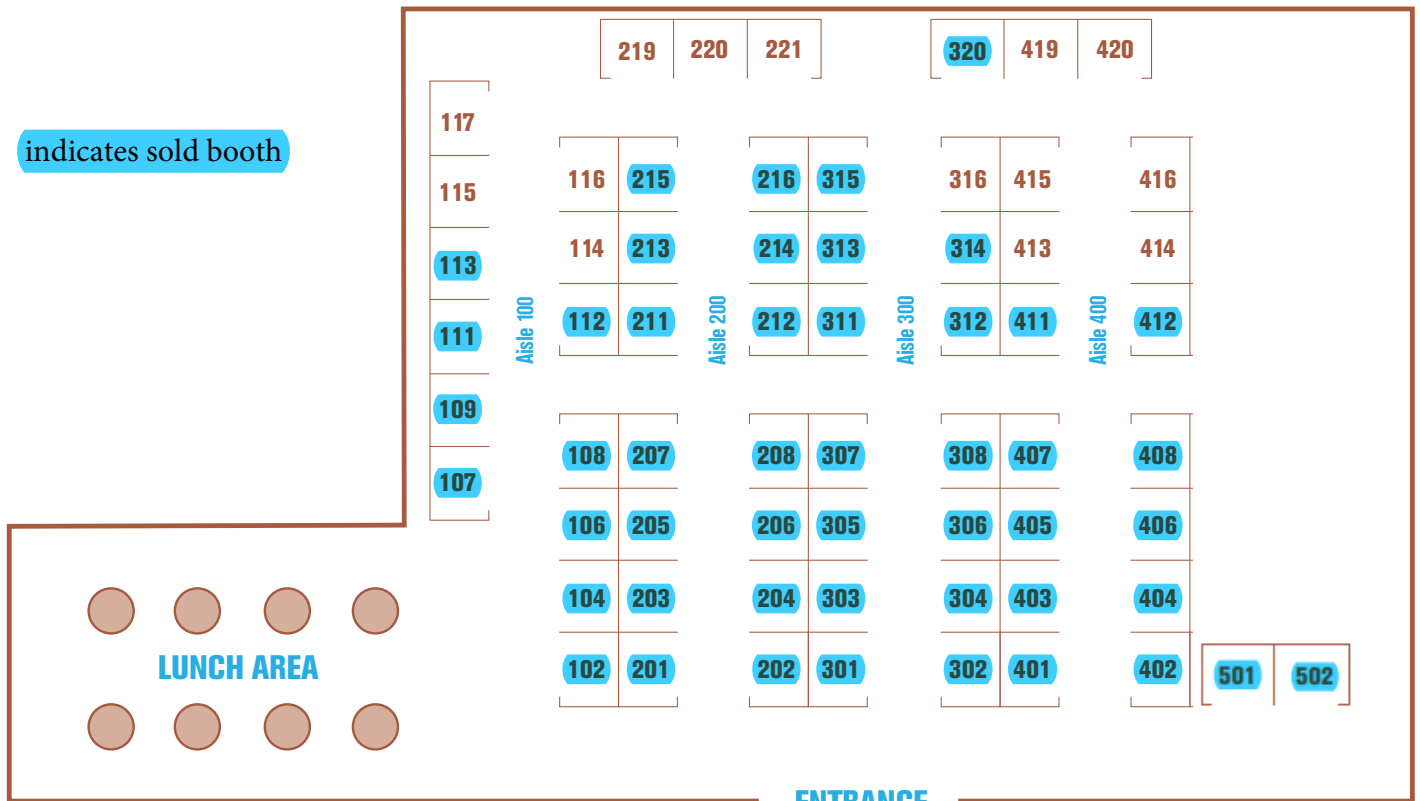 219 220 221 320 419 420
117
indicates sold booth
116 215 216 315 316 415 416
115
114 213 214 313 314 413 414
113
Aisle 100 Aisle 200 Aisle 300 Aisle 400
112 211 212 311 312 411 412
111
109
108 207 208 307 308 407 408
107
106 205 206 305 306 405 406
104 203 204 303 304 403 404
LUNCH AREA
102 201 202 301 302 401 402
501 502
ENTRANCE